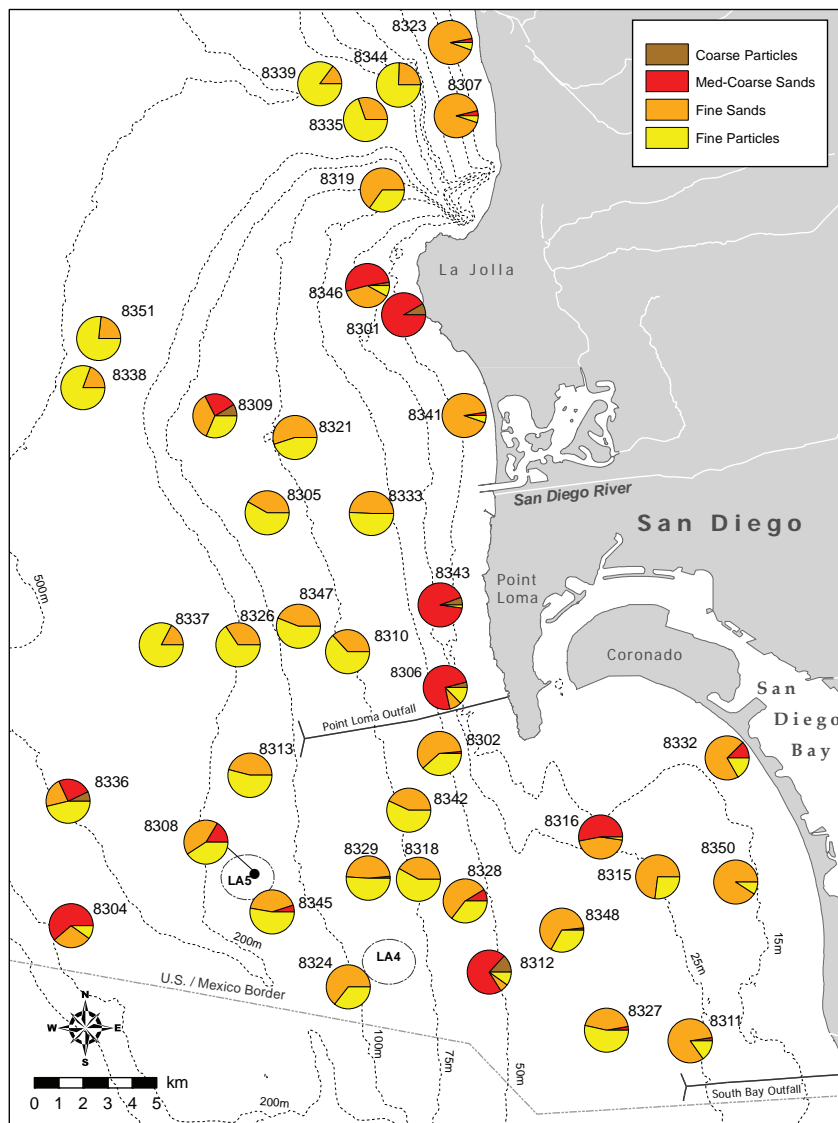 8323
Coarse Particles
Med-Coarse Sands
Fine Sands
Fine Particles
8344
8339
8307
8335
8319
La Jolla
8346
8301
8351
8338
8309
8341
8321
San Diego River
8305
8333
San Diego
500m
8343
Point
Loma
8347
8337
8326
8310
Coronado
8306
San
Diego
Bay
Point Loma Outfall
8302
8313
8332
8336
8342
8308
8316
8350
8329
8318
8328
8315
LA5
8345
8304
8348
200m
LA4
8312
15m
25m
8324
U.S. / Mexico Border
N
W
E
S
8327
8311
100m
75m
50m
km
0 1 2 3 4 5
200m
South Bay Outfall